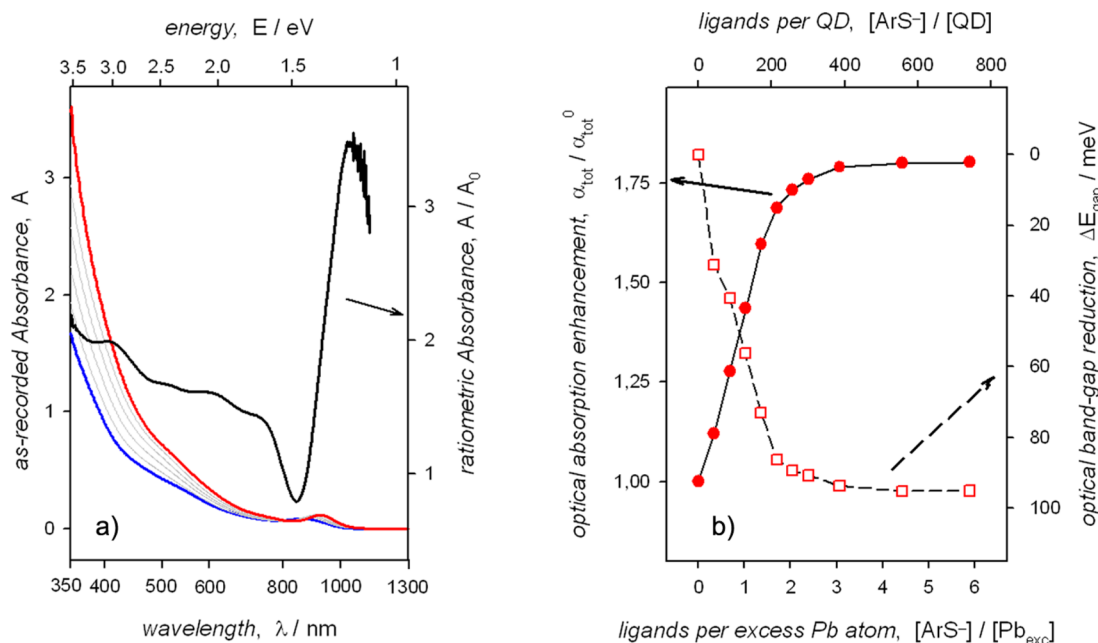 energy, E / eV
3.5 3.0 2.5 2.0 1.5 1
as-recorded Absorbance, A
3
2
1
0
ratiometric Absorbance, A / A0
3
2
1
a)
350 400 500 600 800 1000 1300
wavelength, λ / nm
ligands per QD, [ArS–] / [QD]
0 200 400 600 800
optical absorption enhancement, αtot / αtot0
1.75
1.50
1.25
1.00
optical band-gap reduction, ΔEgap / meV
0
20
40
60
80
100
b)
0 1 2 3 4 5 6
ligands per excess Pb atom, [ArS–] / [Pbexc]